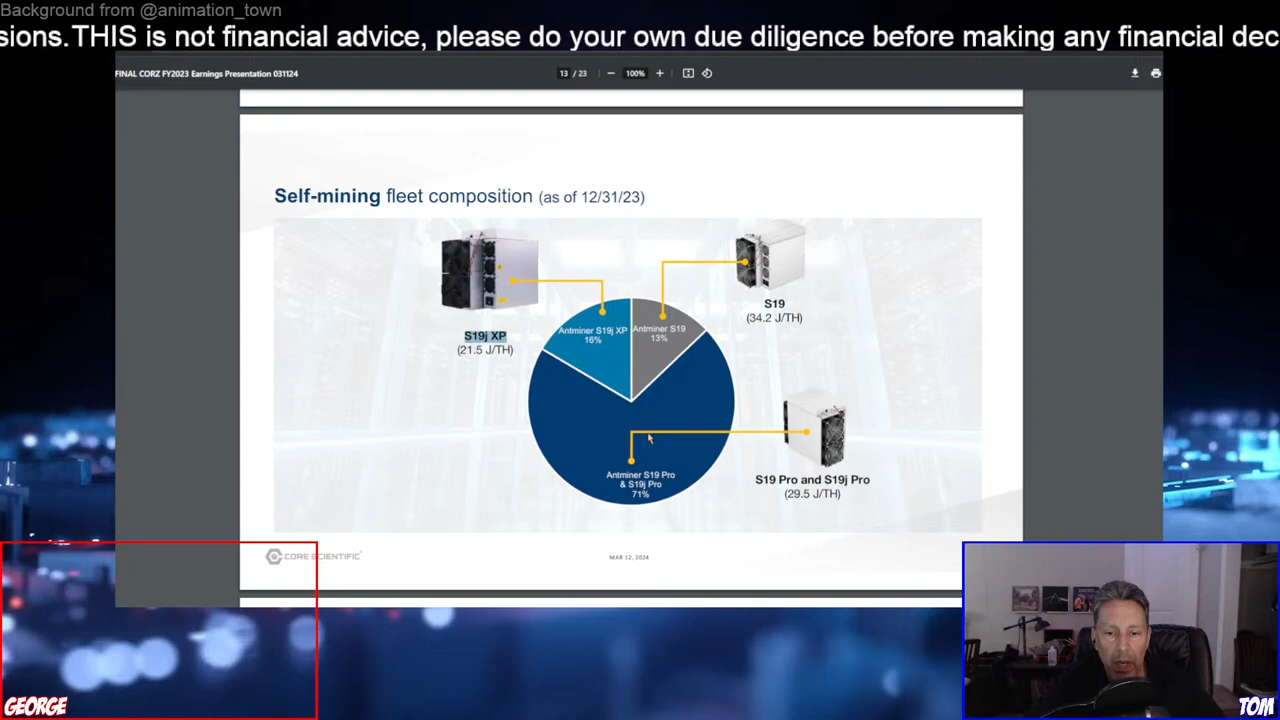 Background from @animation_town
sions.THIS is not financial advice, please do your own due diligence before making any financial dec
FINAL CORZ FY2023 Earnings Presentation 031124
13 / 23
100%
Self-mining fleet composition (as of 12/31/23)
S19j XP
(21.5 J/TH)
Antminer S19j XP
16%
Antminer S19
13%
S19
(34.2 J/TH)
Antminer S19 Pro
& S19j Pro
71%
S19 Pro and S19j Pro
(29.5 J/TH)
CORE SCIENTIFIC
MAR 12, 2024
GEORGE
TOM